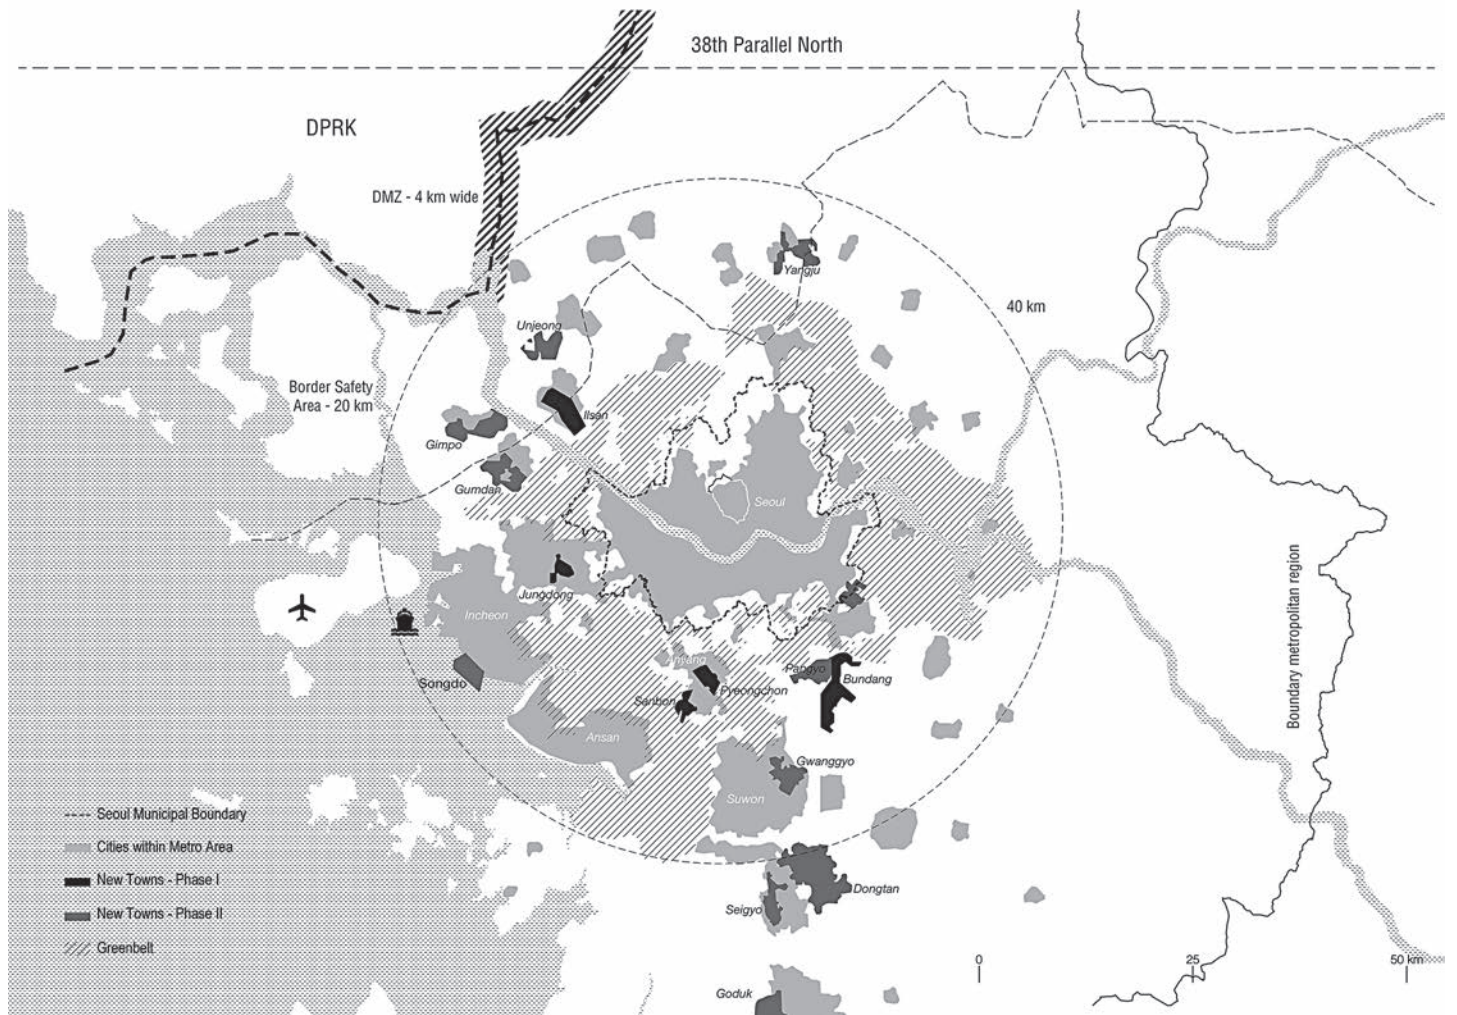 38th Parallel North
DPRK
DMZ - 4 km wide
Yangju
40 km
Unjeong
Border Safety
Area - 20 km
Ilsan
Gimpo
Gumdan
Seoul
Jungdong
Incheon
Boundary metropolitan region
Anyang
Pangyo
Bundang
Songdo
Pyeongchon
Sanbon
Ansan
Gwanggyo
Suwon
Seoul Municipal Boundary
Cities within Metro Area
New Towns - Phase I
New Towns - Phase II
Greenbelt
Dongtan
Seigyo
0
25
50 km
Goduk